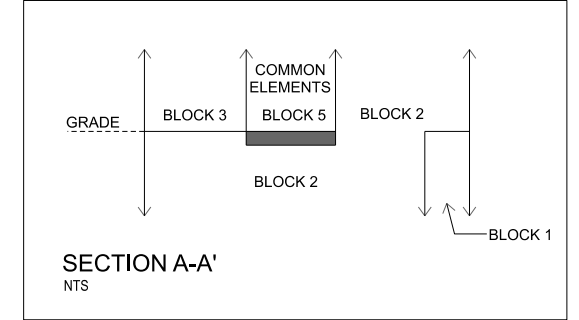 COMMON
ELEMENTS
BLOCK 3
BLOCK 5
BLOCK 2
GRADE
BLOCK 2
BLOCK 1
SECTION A-A'
NTS